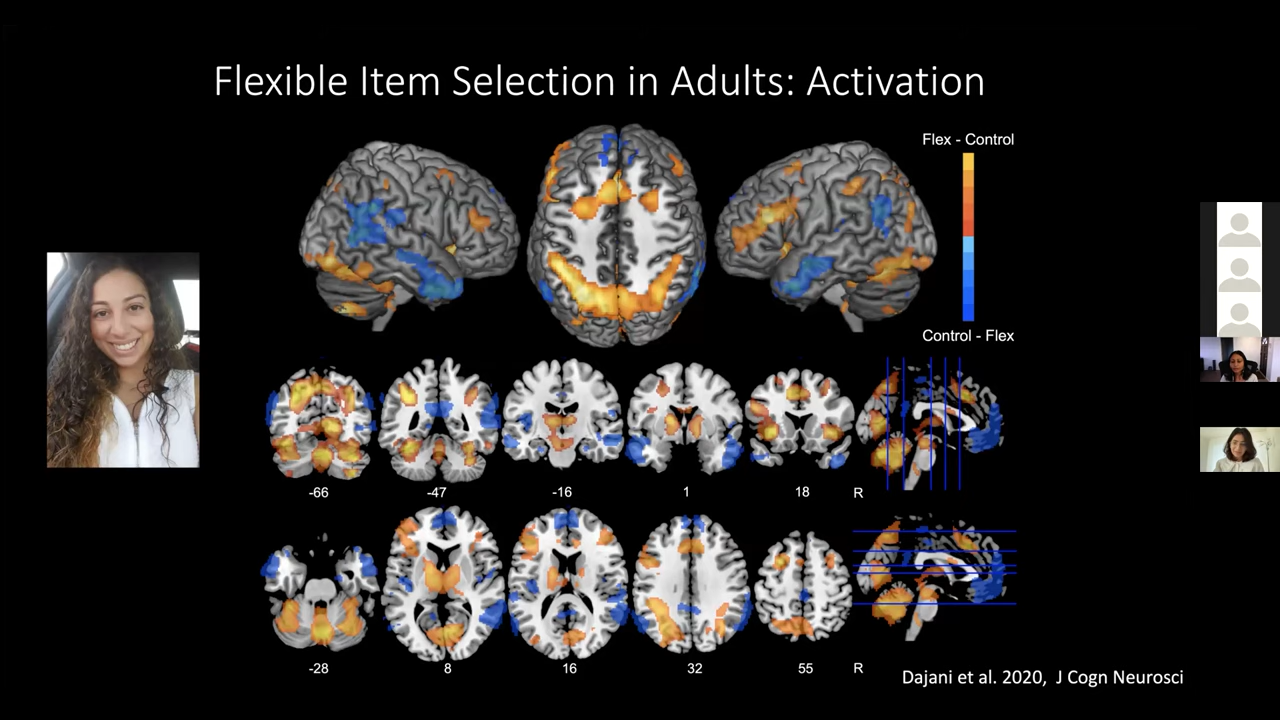 Flexible Item Selection in Adults: Activation
Flex - Control
Control - Flex
-66 -47 -16 1 18 R
-28 8 16 32 55 R
Dajani et al. 2020, J Cogn Neurosci